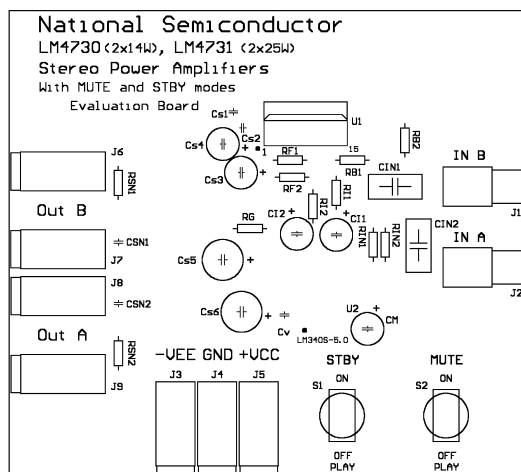 National Semiconductor
LM4730 (2x14W), LM4731 (2x25W)
Stereo Power Amplifiers
With MUTE and STBY modes
Evaluation Board
Cs1
Cs2
Cs4
+
1
U1
15
RB2
J6
RSN1
Cs3
+
RF1
RF2
RB1
CIN1
IN B
J1
Out B
RI2
RI1
CI2
+
+
CI1
RG
RIN1
RIN2
CIN2
IN A
J2
CSN1
J7
J8
Cs5
+
CSN2
Cs6
+
Cv
LM340S-5.0
U2
+
CM
Out A
RSN2
J9
-VEE GND +VCC
J3
J4
J5
STBY
MUTE
S1
ON
S2
ON
OFF
PLAY
OFF
PLAY